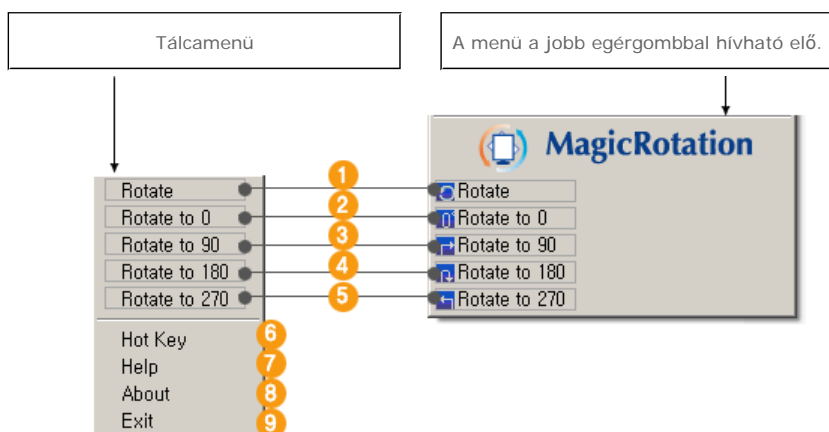 Tálcamenü
A menü a jobb egérgombbal hívható elő.
MagicRotation
Rotate 1 Rotate
Rotate to 0 2 Rotate to 0
Rotate to 90 3 Rotate to 90
Rotate to 180 4 Rotate to 180
Rotate to 270 5 Rotate to 270
Hot Key 6
Help 7
About 8
Exit 9